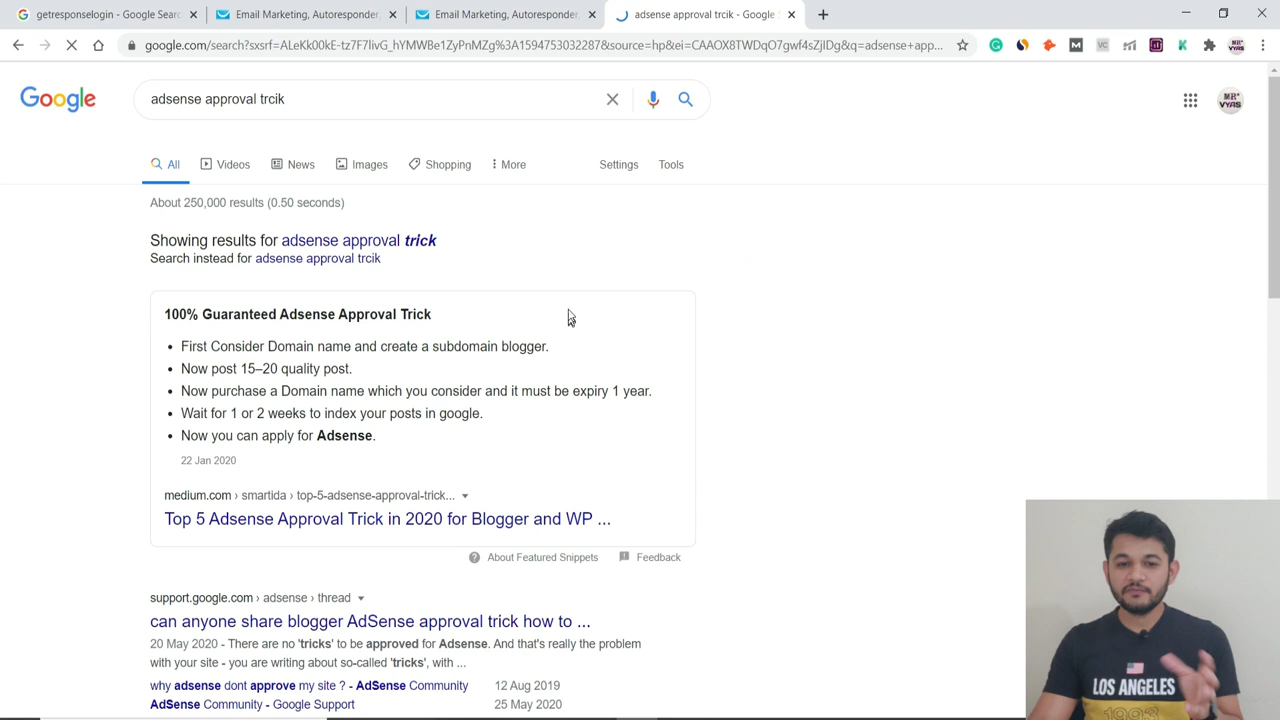 getresponselogin - Google Searc
Email Marketing, Autoresponder,
Email Marketing, Autoresponder,
adsense approval trcik - Google S
google.com/search?sxsrf=ALeKk00kE-tz7F7livG_hYMWBe1ZyPnMZg%3A1594753032287&source=hp&ei=CAAOX8TWDqO7gwf4sZjIDg&q=adsense+app...
Google
adsense approval trcik
MR VYAS
All
Videos
News
Images
Shopping
More
Settings
Tools
About 250,000 results (0.50 seconds)
Showing results for adsense approval trick
Search instead for adsense approval trcik
100% Guaranteed Adsense Approval Trick
• First Consider Domain name and create a subdomain blogger.
• Now post 15–20 quality post.
• Now purchase a Domain name which you consider and it must be expiry 1 year.
• Wait for 1 or 2 weeks to index your posts in google.
• Now you can apply for Adsense.
22 Jan 2020
medium.com › smartida › top-5-adsense-approval-trick...
Top 5 Adsense Approval Trick in 2020 for Blogger and WP ...
About Featured Snippets
Feedback
support.google.com › adsense › thread
can anyone share blogger AdSense approval trick how to ...
20 May 2020 - There are no 'tricks' to be approved for Adsense. And that's really the problem
with your site - you are writing about so-called 'tricks', with ...
why adsense dont approve my site ? - AdSense Community
12 Aug 2019
AdSense Community - Google Support
25 May 2020
LOS ANGELES
1993